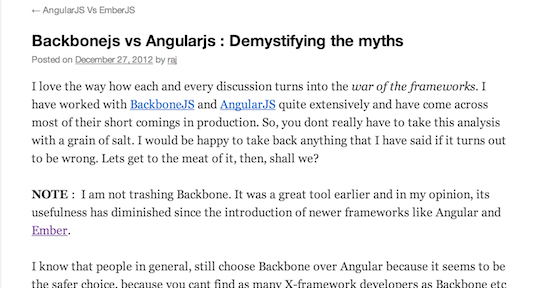 ← AngularJS Vs EmberJS
Backbonejs vs Angularjs : Demystifying the myths
Posted on December 27, 2012 by raj
I love the way how each and every discussion turns into the war of the frameworks. I
have worked with BackboneJS and AngularJS quite extensively and have come across
most of their short comings in production. So, you dont really have to take this analysis
with a grain of salt. I would be happy to take back anything that I have said if it turns out
to be wrong. Lets get to the meat of it, then, shall we?
NOTE : I am not trashing Backbone. It was a great tool earlier and in my opinion, its
usefulness has diminished since the introduction of newer frameworks like Angular and
Ember.
I know that people in general, still choose Backbone over Angular because it seems to be
the safer choice, because you cant find as many X-framework developers as Backbone etc